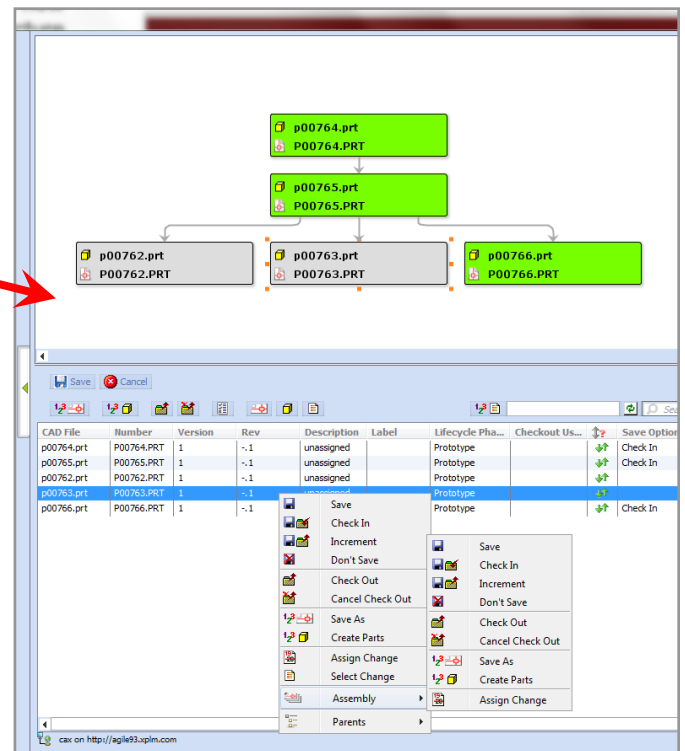 p00764.prt
P00764.PRT
p00765.prt
P00765.PRT
p00762.prt
P00762.PRT
p00763.prt
P00763.PRT
p00766.prt
P00766.PRT
Save Cancel
CAD File Number Version Rev Description Label Lifecycle Pha... Checkout Us... Save Option
p00764.prt P00764.PRT 1 -.1 unassigned Prototype Check In
p00765.prt P00765.PRT 1 -.1 unassigned Prototype Check In
p00762.prt P00762.PRT 1 -.1 unassigned Prototype
p00763.prt P00763.PRT 1 -.1 unassigned Prototype
p00766.prt P00766.PRT 1 -.1 Prototype Check In
Save
Check In
Increment
Don't Save
Check Out
Cancel Check Out
Save As
Create Parts
Assign Change
Select Change
Assembly
Parents
Save
Check In
Increment
Don't Save
Check Out
Cancel Check Out
Save As
Create Parts
Assign Change
cax on http://agile93.xplm.com